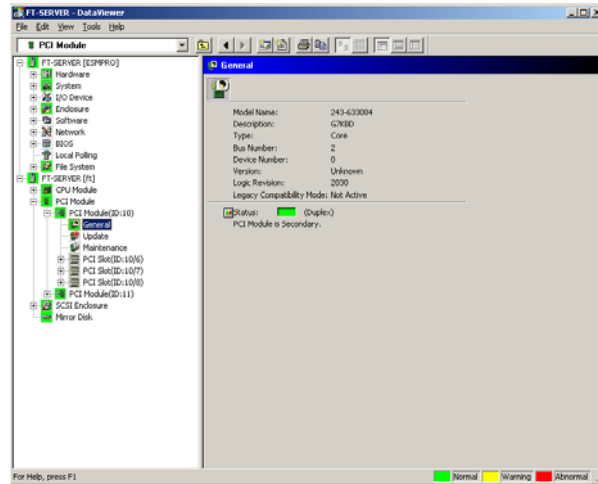 FT-SERVER - DataViewer
File Edit View Tools Help
PCI Module
FT-SERVER [ESMPRO]
Hardware
System
I/O Device
Enclosure
Software
Network
BIOS
Local Polling
File System
FT-SERVER [ft]
CPU Module
PCI Module
PCI Module(ID:10)
General
Update
Maintenance
PCI Slot(ID:10/6)
PCI Slot(ID:10/7)
PCI Slot(ID:10/8)
PCI Module(ID:11)
SCSI Enclosure
Mirror Disk
General
Model Name: 243-633084
Description: G7KBD
Type: Core
Bus Number: 2
Device Number: 0
Version: Unknown
Logic Revision: 2030
Legacy Compatibility Mode: Not Active
Status: (Duplex)
PCI Module is Secondary.
For Help, press F1
Normal Warning Abnormal